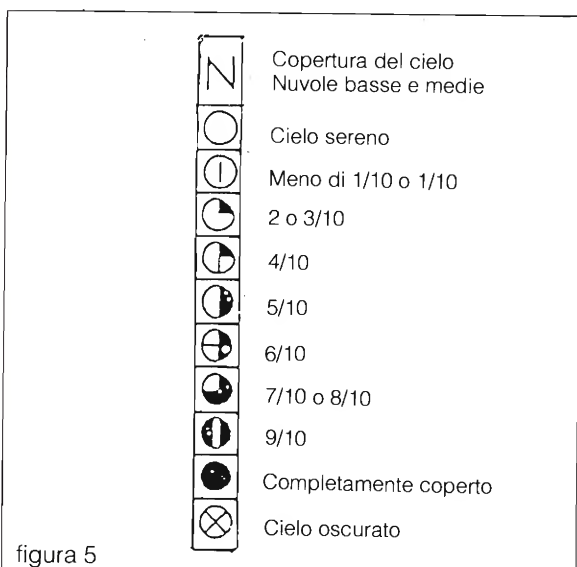 N
Copertura del cielo
Nuvole basse e medie
Cielo sereno
Meno di 1/10 o 1/10
2 o 3/10
4/10
5/10
6/10
7/10 o 8/10
9/10
Completamente coperto
Cielo oscurato
figura 5